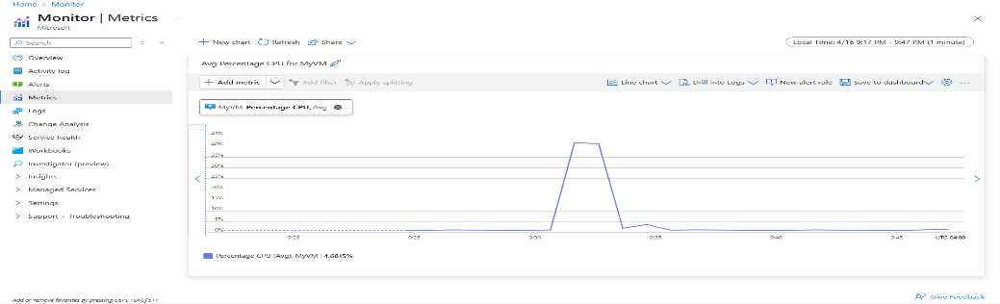 Home > Monitor
Monitor | Metrics ...
Microsoft
Search
New chart Refresh Share
Local Time: 4/16 9:17 PM - 9:47 PM (1 minute)
Overview
Activity log
Alerts
Metrics
Logs
Change Analysis
Service health
Workbooks
Investigator (preview)
Insights
Managed Services
Settings
Support + Troubleshooting
Avg Percentage CPU for MyVM
Add metric Add filter Apply splitting Line chart Drill into Logs New alert rule Save to dashboard ...
MyVM, Percentage CPU, Avg
45%
40%
35%
30%
25%
20%
15%
10%
5%
0%
9:20 9:25 9:30 9:35 9:40 9:45 UTC-04:00
Percentage CPU (Avg), MyVM | 4.6815%
Add or remove favorites by pressing Ctrl+Shift+F
Give Feedback